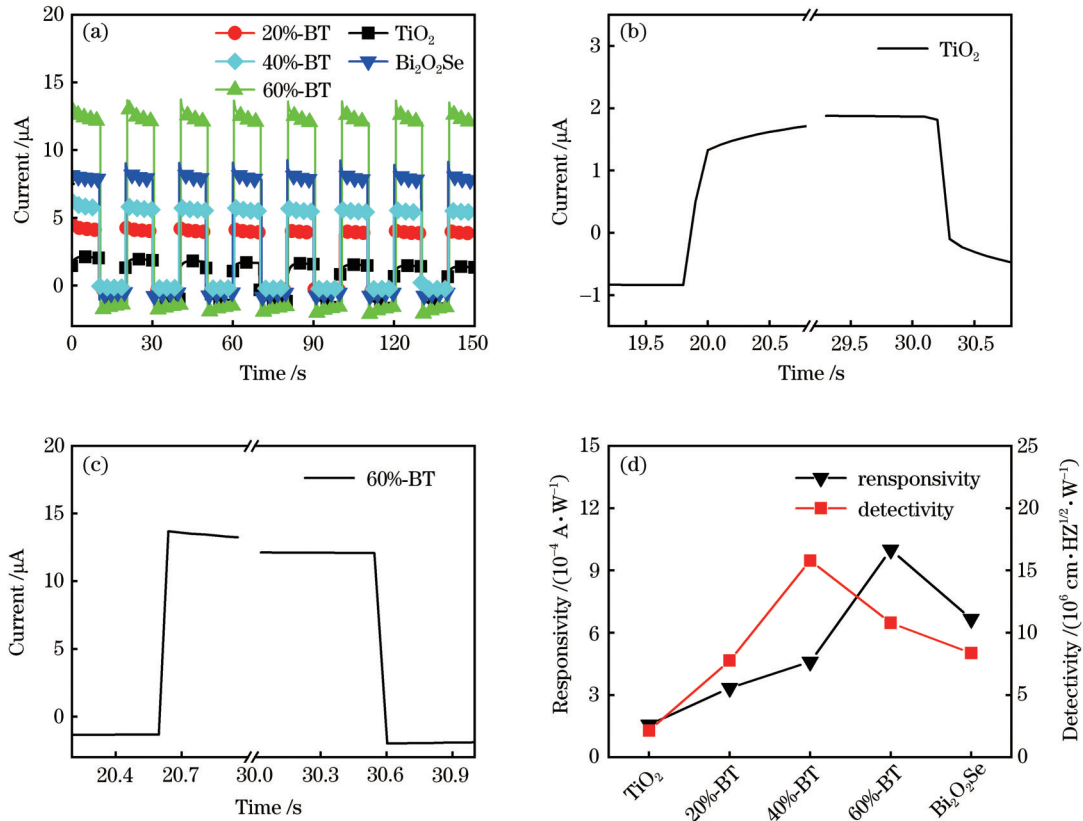 (a)
20%-BT
TiO₂
40%-BT
Bi₂O₂Se
60%-BT
Current /μA
20
15
10
5
0
0 30 60 90 120 150
Time /s
(b)
TiO₂
Current /μA
3
2
1
0
−1
19.5 20.0 20.5 29.5 30.0 30.5
Time /s
(c)
60%-BT
Current /μA
20
15
10
5
0
20.4 20.7 30.0 30.3 30.6 30.9
Time /s
(d)
rensponsivity
detectivity
Responsivity /(10⁻⁴ A·W⁻¹)
15
12
9
6
3
0
25
20
15
10
5
0
Detectivity /(10⁶ cm·HZ¹/²·W⁻¹)
TiO₂ 20%-BT 40%-BT 60%-BT Bi₂O₂Se